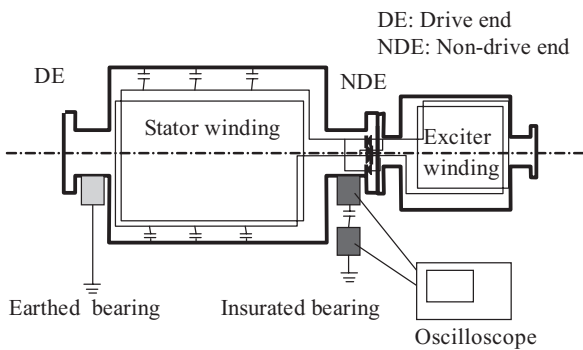 DE: Drive end
NDE: Non-drive end
DE
NDE
Stator winding
Exciter
winding
Earthed bearing
Insurated bearing
Oscilloscope